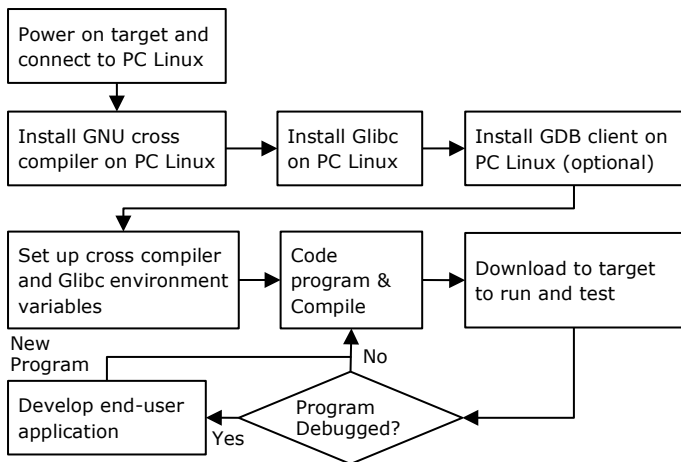 Power on target and
connect to PC Linux
Install GNU cross
compiler on PC Linux
Install Glibc
on PC Linux
Install GDB client on
PC Linux (optional)
Set up cross compiler
and Glibc environment
variables
Code
program &
Compile
Download to target
to run and test
New
Program
No
Develop end-user
application
Yes
Program
Debugged?